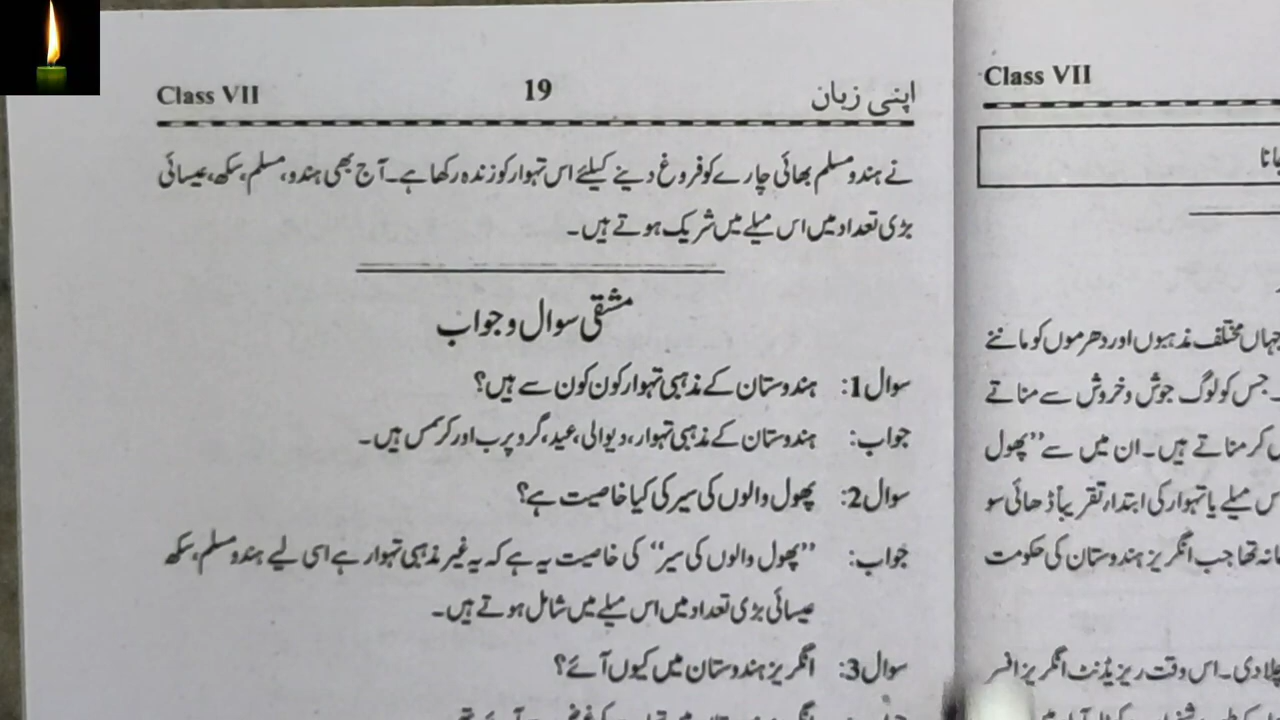 Class VII 19 اپنی زبان
نے ہندو مسلم بھائی چارے کو فروغ دینے کیلئے اس تہوار کو زندہ رکھا ہے۔ آج بھی ہندو، مسلم، سکھ، عیسائی
بڑی تعداد میں اس میلے میں شریک ہوتے ہیں۔
مشقی سوال و جواب
سوال 1: ہندوستان کے مذہبی تہوار کون کون سے ہیں؟
جواب: ہندوستان کے مذہبی تہوار، دیوالی، عید، گرو پرب اور کرسمس ہیں۔
سوال 2: پھول والوں کی سیر کی کیا خاصیت ہے؟
جواب: ”پھول والوں کی سیر“ کی خاصیت یہ ہے کہ یہ غیر مذہبی تہوار ہے اسی لیے ہندو مسلم، سکھ
عیسائی بڑی تعداد میں اس میلے میں شامل ہوتے ہیں۔
سوال 3: انگریز ہندوستان میں کیوں آئے؟
Class VII
جہاں مختلف مذہبوں اور دھرموں کو ماننے
۔ جس کو لوگ جوش و خروش سے مناتے
کر مناتے ہیں۔ ان میں سے ”پھول
میلے یا تہوار کی ابتدار تقریباً ڈھائی سو
تھا جب انگریز ہندوستان کی حکومت
دی۔ اس وقت ریزیڈنٹ انگریز افسر